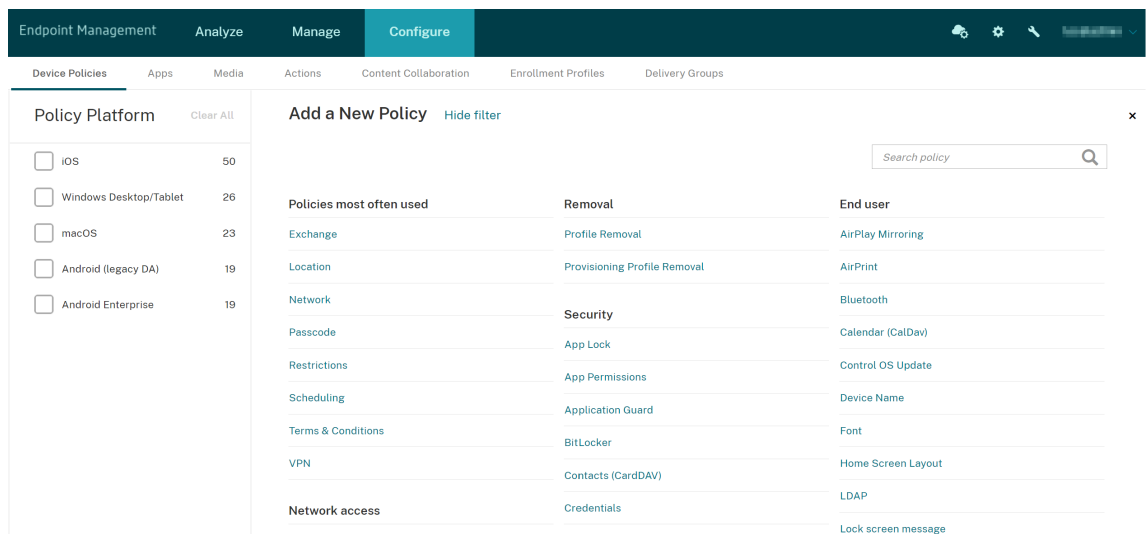 Endpoint Management Analyze Manage Configure
Device Policies Apps Media Actions Content Collaboration Enrollment Profiles Delivery Groups
Policy Platform Clear All
iOS 50
Windows Desktop/Tablet 26
macOS 23
Android (legacy DA) 19
Android Enterprise 19
Add a New Policy Hide filter
Search policy
Policies most often used
Exchange
Location
Network
Passcode
Restrictions
Scheduling
Terms & Conditions
VPN
Network access
Removal
Profile Removal
Provisioning Profile Removal
Security
App Lock
App Permissions
Application Guard
BitLocker
Contacts (CardDAV)
Credentials
End user
AirPlay Mirroring
AirPrint
Bluetooth
Calendar (CalDav)
Control OS Update
Device Name
Font
Home Screen Layout
LDAP
Lock screen message